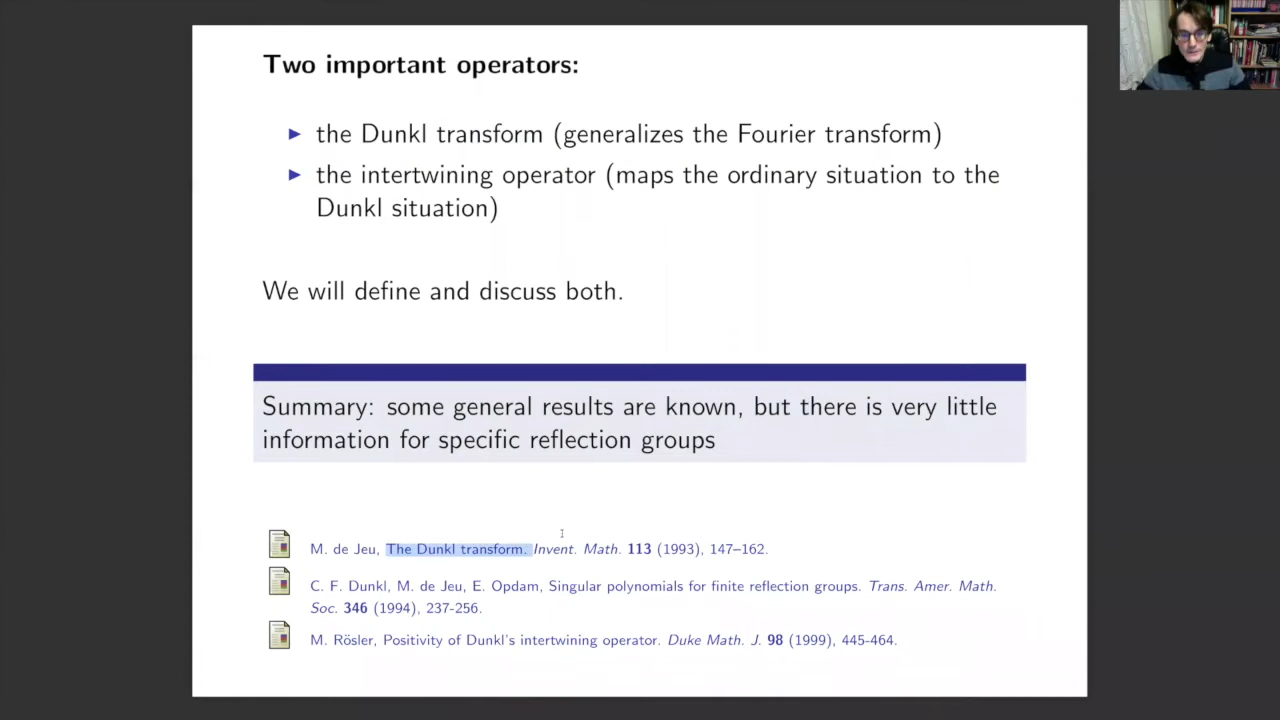 Two important operators:
▶ the Dunkl transform (generalizes the Fourier transform)
▶ the intertwining operator (maps the ordinary situation to the
Dunkl situation)
We will define and discuss both.
Summary: some general results are known, but there is very little
information for specific reflection groups
M. de Jeu, The Dunkl transform. Invent. Math. 113 (1993), 147–162.
C. F. Dunkl, M. de Jeu, E. Opdam, Singular polynomials for finite reflection groups. Trans. Amer. Math.
Soc. 346 (1994), 237-256.
M. Rösler, Positivity of Dunkl's intertwining operator. Duke Math. J. 98 (1999), 445-464.